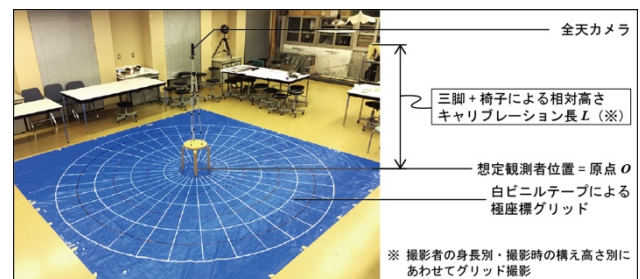 全天カメラ
三脚 + 椅子による相対高さ
キャリブレーション長 L（※）
想定観測者位置 = 原点 O
白ビニルテープによる
極座標グリッド
※ 撮影者の身長別・撮影時の構え高さ別に
あわせてグリッド撮影